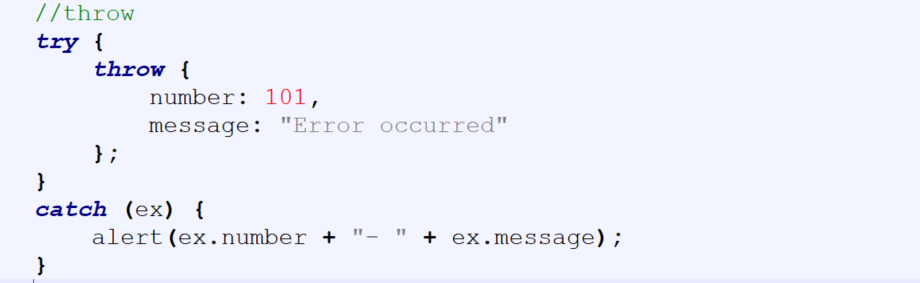 //throw
try {
    throw {
        number: 101,
        message: "Error occurred"
    };
}
catch (ex) {
    alert(ex.number + "- " + ex.message);
}